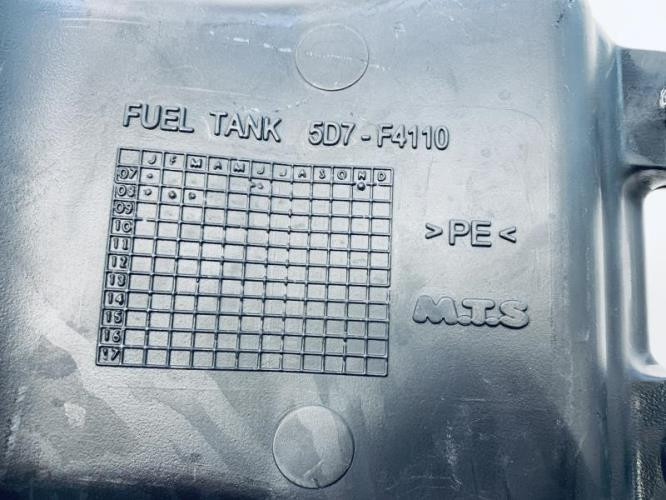 FUEL TANK 5D7-F4110
J F M A M J J A S O N D
07
08
09
10
11
12
13
14
15
16
17
>PE<
M.T.S